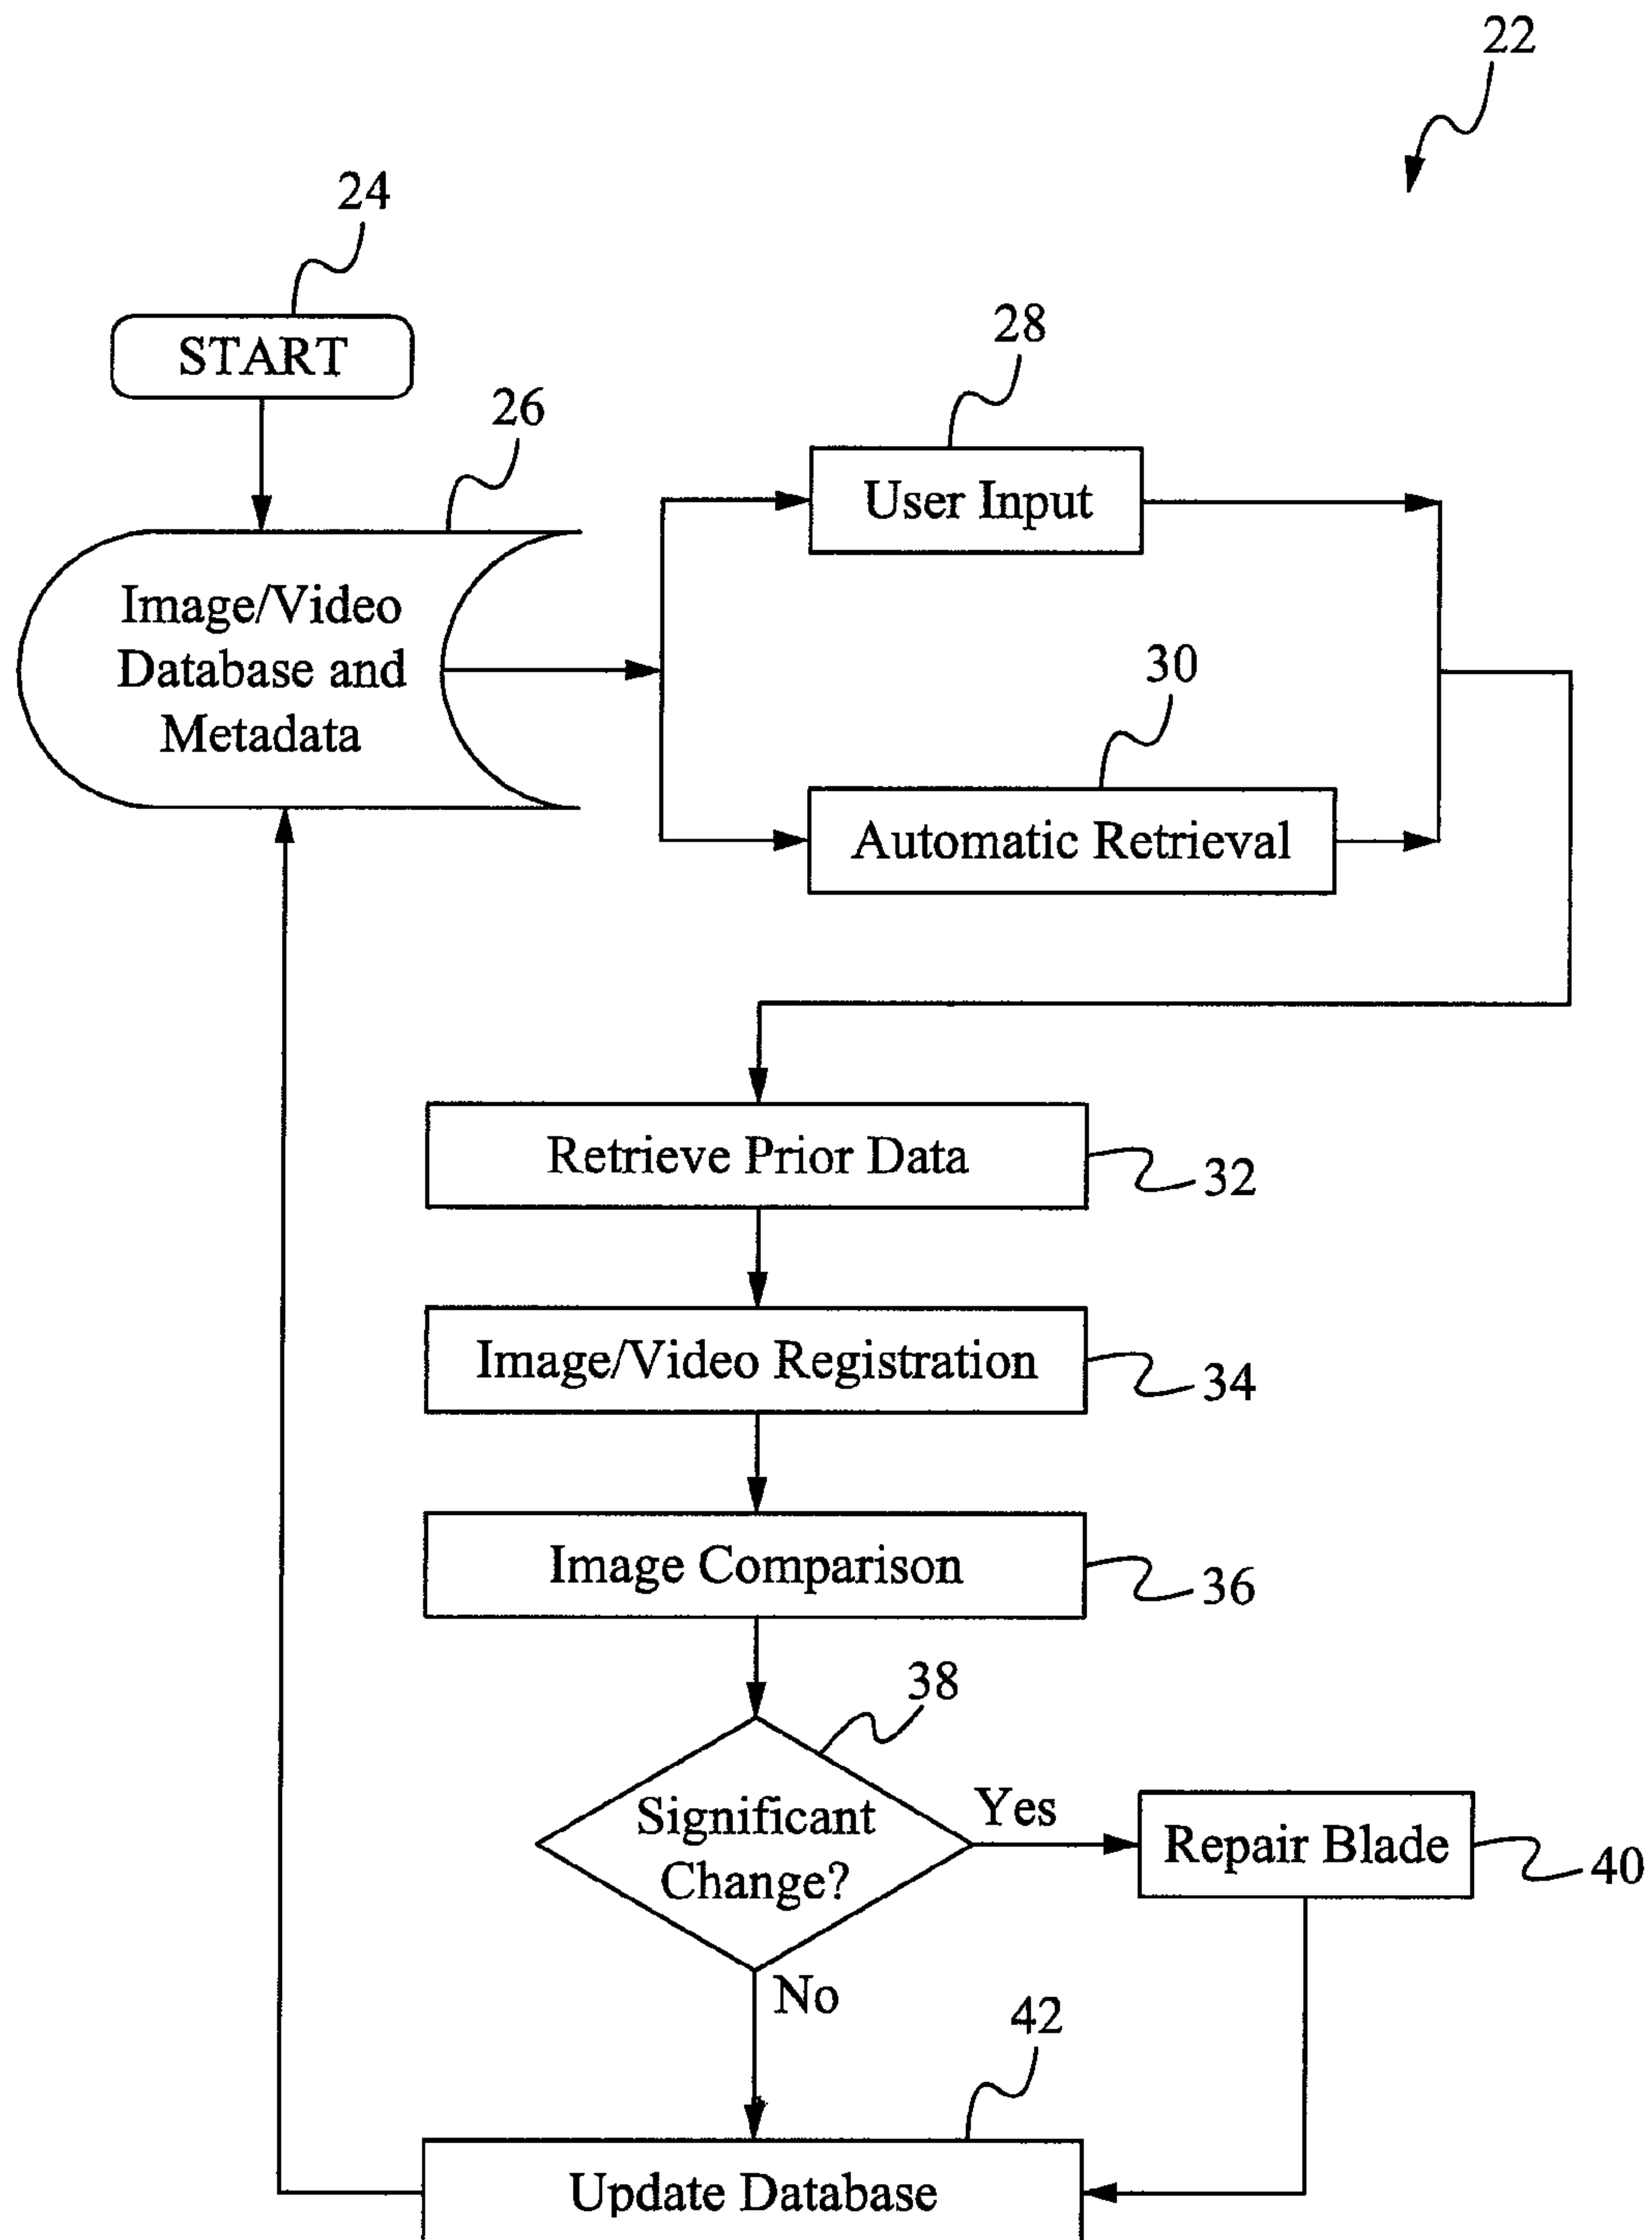 22
24
START
26
Image/Video
Database and
Metadata
28
User Input
30
Automatic Retrieval
Retrieve Prior Data
32
Image/Video Registration
34
Image Comparison
36
38
Significant
Change?
Yes
Repair Blade
40
No
42
Update Database